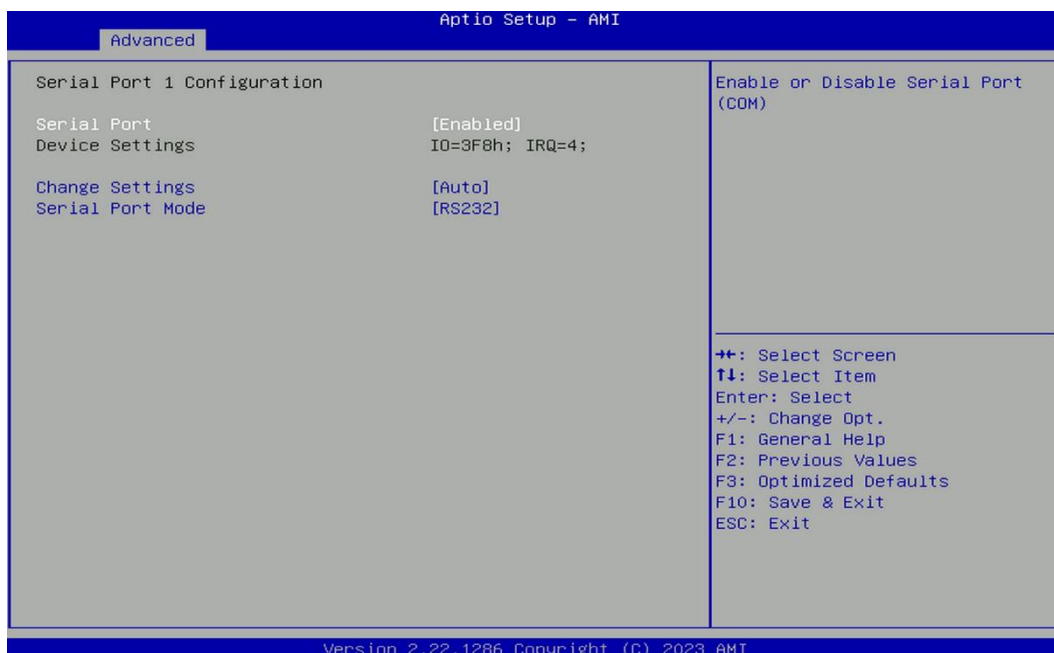 Aptio Setup – AMI
Advanced
Serial Port 1 Configuration
Serial Port [Enabled]
Device Settings IO=3F8h; IRQ=4;
Change Settings [Auto]
Serial Port Mode [RS232]
Enable or Disable Serial Port
(COM)
→←: Select Screen
↑↓: Select Item
Enter: Select
+/-: Change Opt.
F1: General Help
F2: Previous Values
F3: Optimized Defaults
F10: Save & Exit
ESC: Exit
Version 2.22.1286 Copyright (C) 2023 AMI